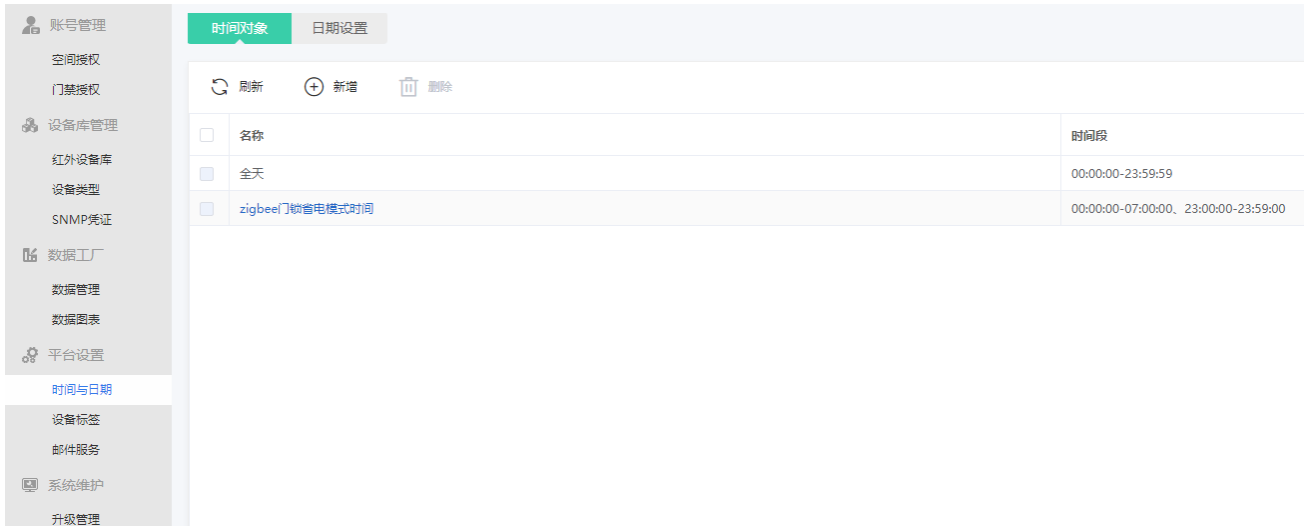 账号管理
空间授权
门禁授权
设备库管理
红外设备库
设备类型
SNMP凭证
数据工厂
数据管理
数据图表
平台设置
时间与日期
设备标签
邮件服务
系统维护
升级管理
时间对象 日期设置
刷新 新增 删除
名称 时间段
全天 00:00:00-23:59:59
zigbee门锁省电模式时间 00:00:00-07:00:00、23:00:00-23:59:00